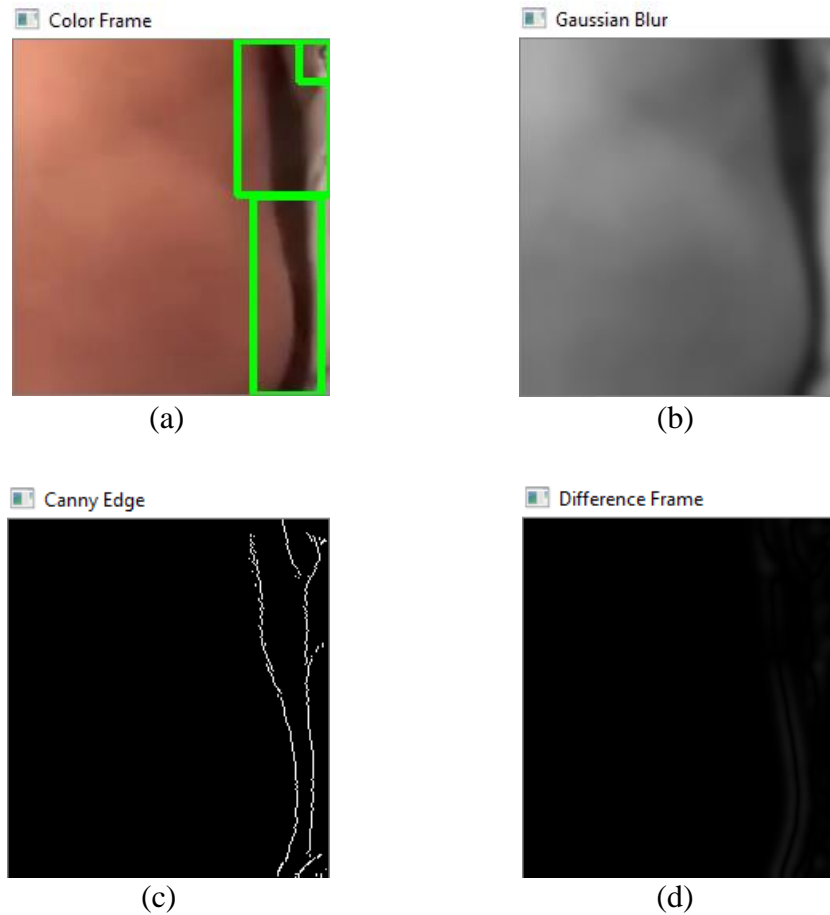 Color Frame
Gaussian Blur
(a)
(b)
Canny Edge
Difference Frame
(c)
(d)